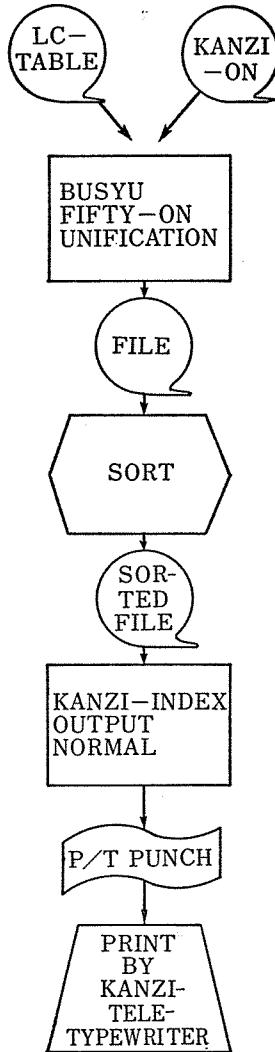 LC-
TABLE
KANZI
-ON
BUSYU
FIFTY-ON
UNIFICATION
FILE
SORT
SOR-
TED
FILE
KANZI-INDEX
OUTPUT
NORMAL
P/T PUNCH
PRINT
BY
KANZI-
TELE-
TYPEWRITER